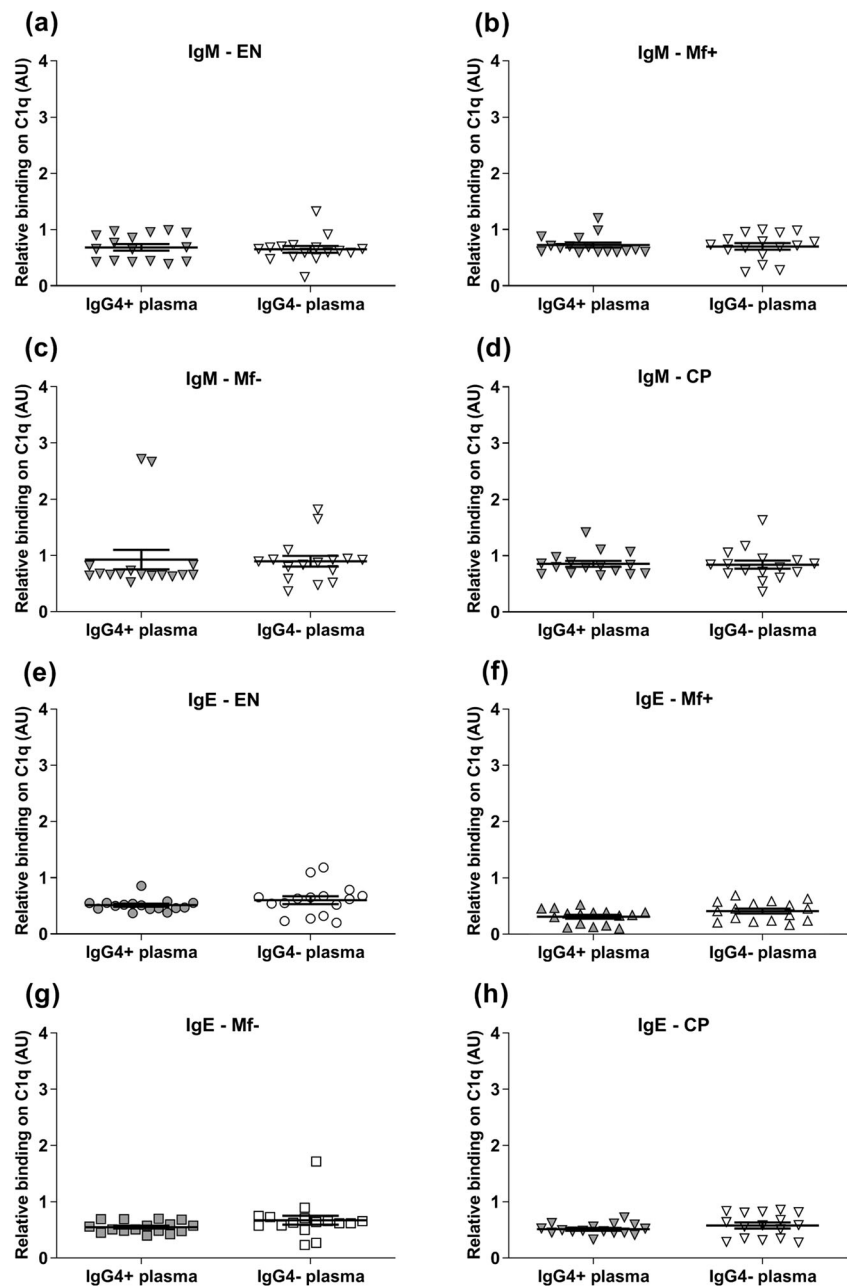 (a)
IgM - EN
Relative binding on C1q (AU)
4
3
2
1
0
IgG4+ plasma IgG4- plasma
(b)
IgM - Mf+
Relative binding on C1q (AU)
4
3
2
1
0
IgG4+ plasma IgG4- plasma
(c)
IgM - Mf-
Relative binding on C1q (AU)
4
3
2
1
0
IgG4+ plasma IgG4- plasma
(d)
IgM - CP
Relative binding on C1q (AU)
4
3
2
1
0
IgG4+ plasma IgG4- plasma
(e)
IgE - EN
Relative binding on C1q (AU)
4
3
2
1
0
IgG4+ plasma IgG4- plasma
(f)
IgE - Mf+
Relative binding on C1q (AU)
4
3
2
1
0
IgG4+ plasma IgG4- plasma
(g)
IgE - Mf-
Relative binding on C1q (AU)
4
3
2
1
0
IgG4+ plasma IgG4- plasma
(h)
IgE - CP
Relative binding on C1q (AU)
4
3
2
1
0
IgG4+ plasma IgG4- plasma